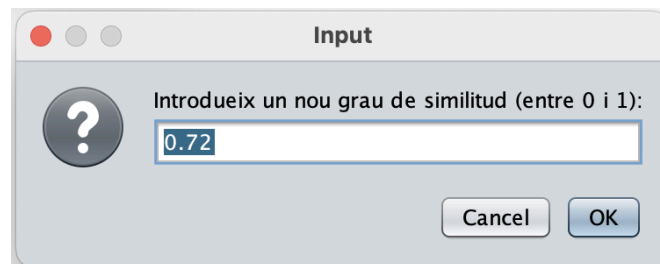 Input
Introdueix un nou grau de similitud (entre 0 i 1):
?
0.72
Cancel
OK